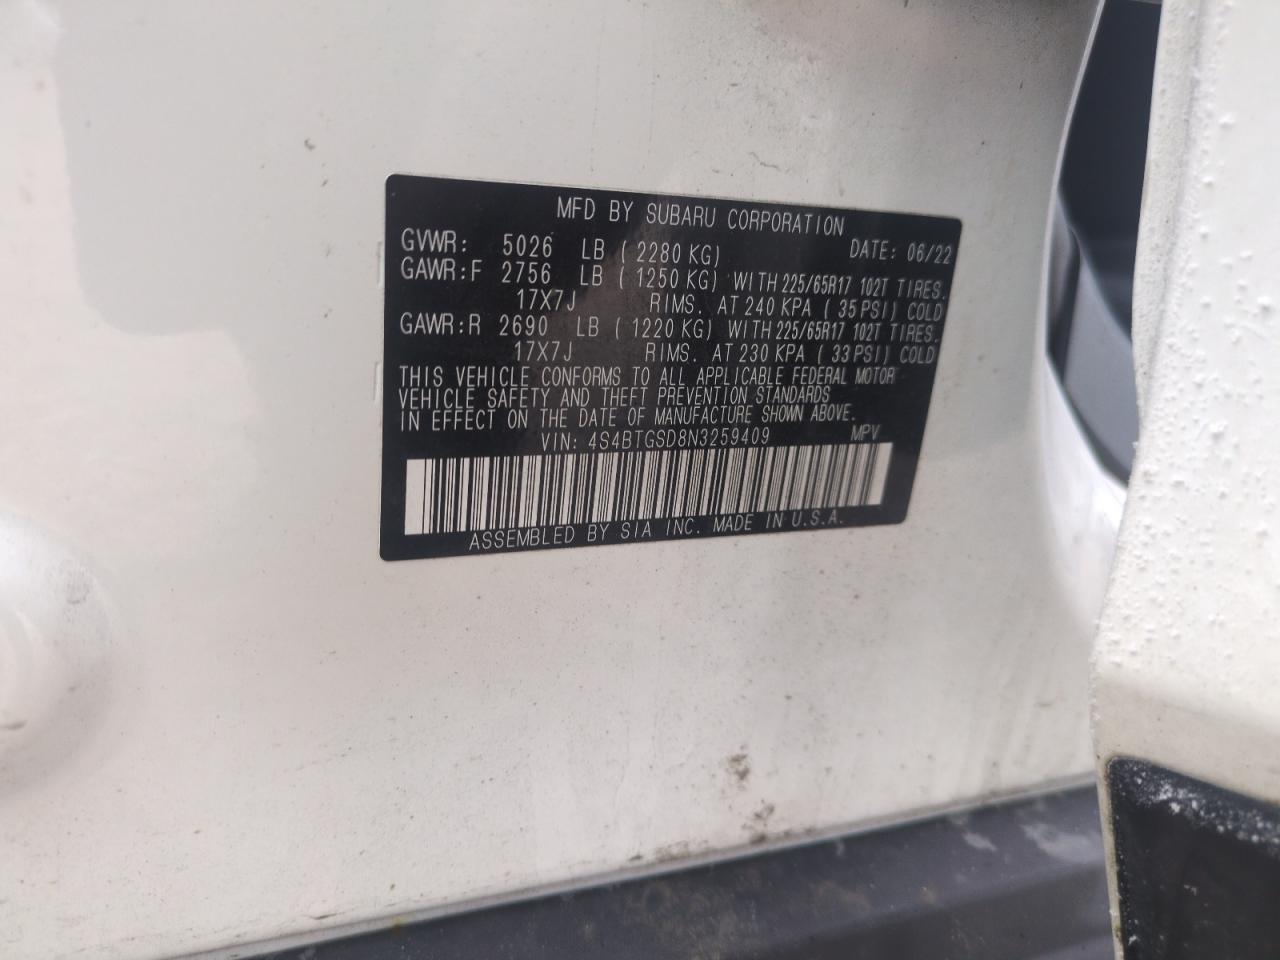 MFD BY SUBARU CORPORATION
GVWR: 5026 LB ( 2280 KG) DATE: 06/22
GAWR:F 2756 LB ( 1250 KG) WITH 225/65R17 102T TIRES.
17X7J RIMS. AT 240 KPA ( 35 PSI) COLD
GAWR:R 2690 LB ( 1220 KG) WITH 225/65R17 102T TIRES.
17X7J RIMS. AT 230 KPA ( 33 PSI) COLD
THIS VEHICLE CONFORMS TO ALL APPLICABLE FEDERAL MOTOR
VEHICLE SAFETY AND THEFT PREVENTION STANDARDS
IN EFFECT ON THE DATE OF MANUFACTURE SHOWN ABOVE.
VIN: 4S4BTGSD8N3259409 MPV
ASSEMBLED BY SIA INC. MADE IN U.S.A.